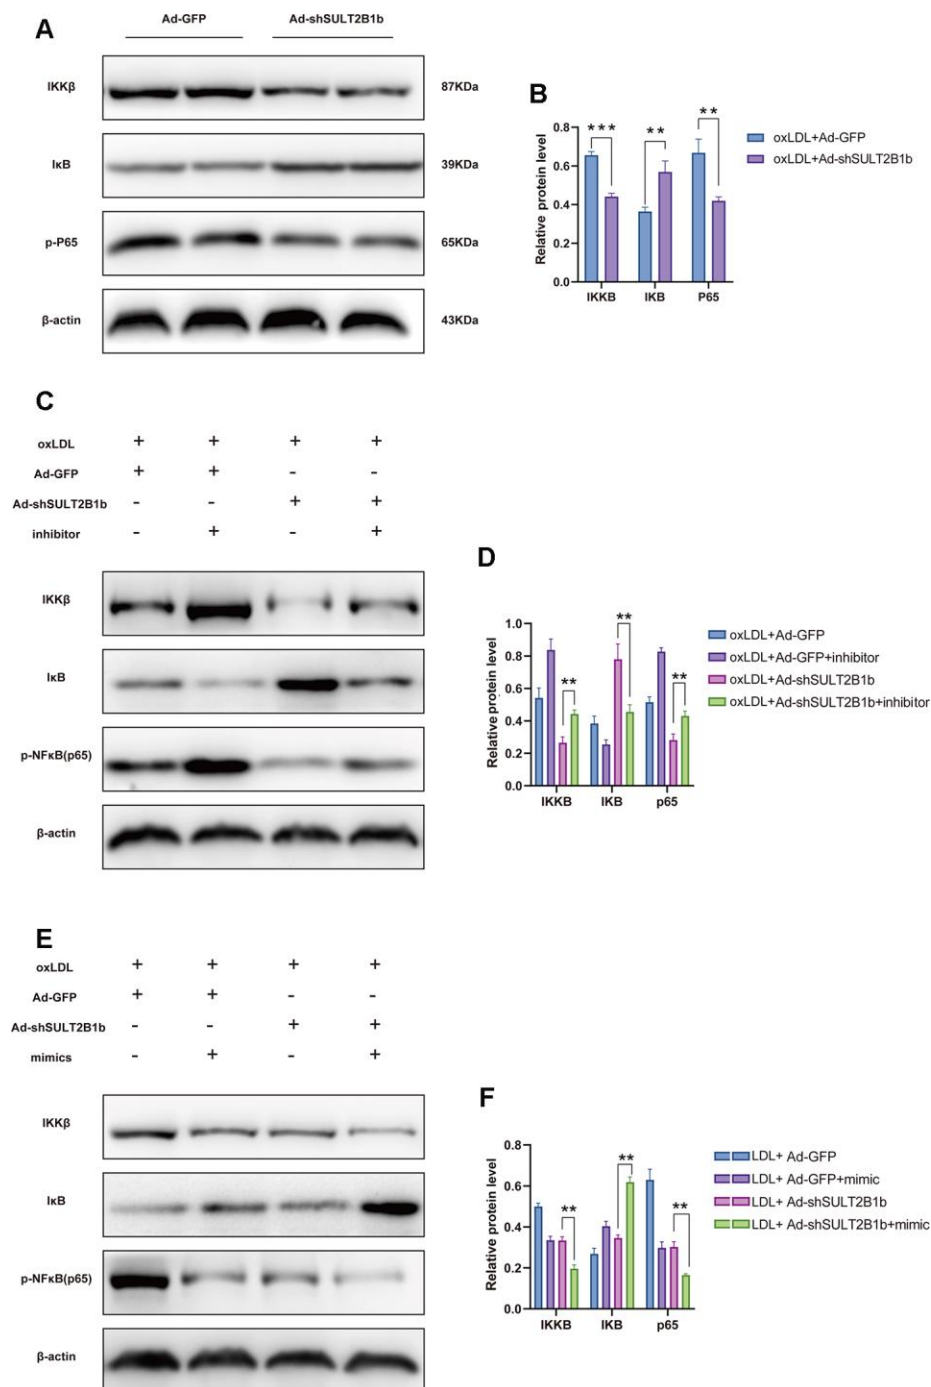 A
Ad-GFP Ad-shSULT2B1b
IKKβ 87KDa
IκB 39KDa
p-P65 65KDa
β-actin 43KDa
B
Relative protein level
0.8
0.6
0.4
0.2
0.0
*** ** **
IKKB IKB P65
oxLDL+Ad-GFP
oxLDL+Ad-shSULT2B1b
C
oxLDL + + + +
Ad-GFP + + - -
Ad-shSULT2B1b - - + +
inhibitor - + - +
IKKβ
IκB
p-NFκB(p65)
β-actin
D
Relative protein level
1.0
0.8
0.6
0.4
0.2
0.0
** ** **
IKKB IKB p65
oxLDL+Ad-GFP
oxLDL+Ad-GFP+inhibitor
oxLDL+Ad-shSULT2B1b
oxLDL+Ad-shSULT2B1b+inhibitor
E
oxLDL + + + +
Ad-GFP + + - -
Ad-shSULT2B1b - - + +
mimics - + - +
IKKβ
IκB
p-NFκB(p65)
β-actin
F
Relative protein level
0.8
0.6
0.4
0.2
0.0
** ** **
IKKB IKB p65
LDL+ Ad-GFP
LDL+ Ad-GFP+mimic
LDL+ Ad-shSULT2B1b
LDL+ Ad-shSULT2B1b+mimic